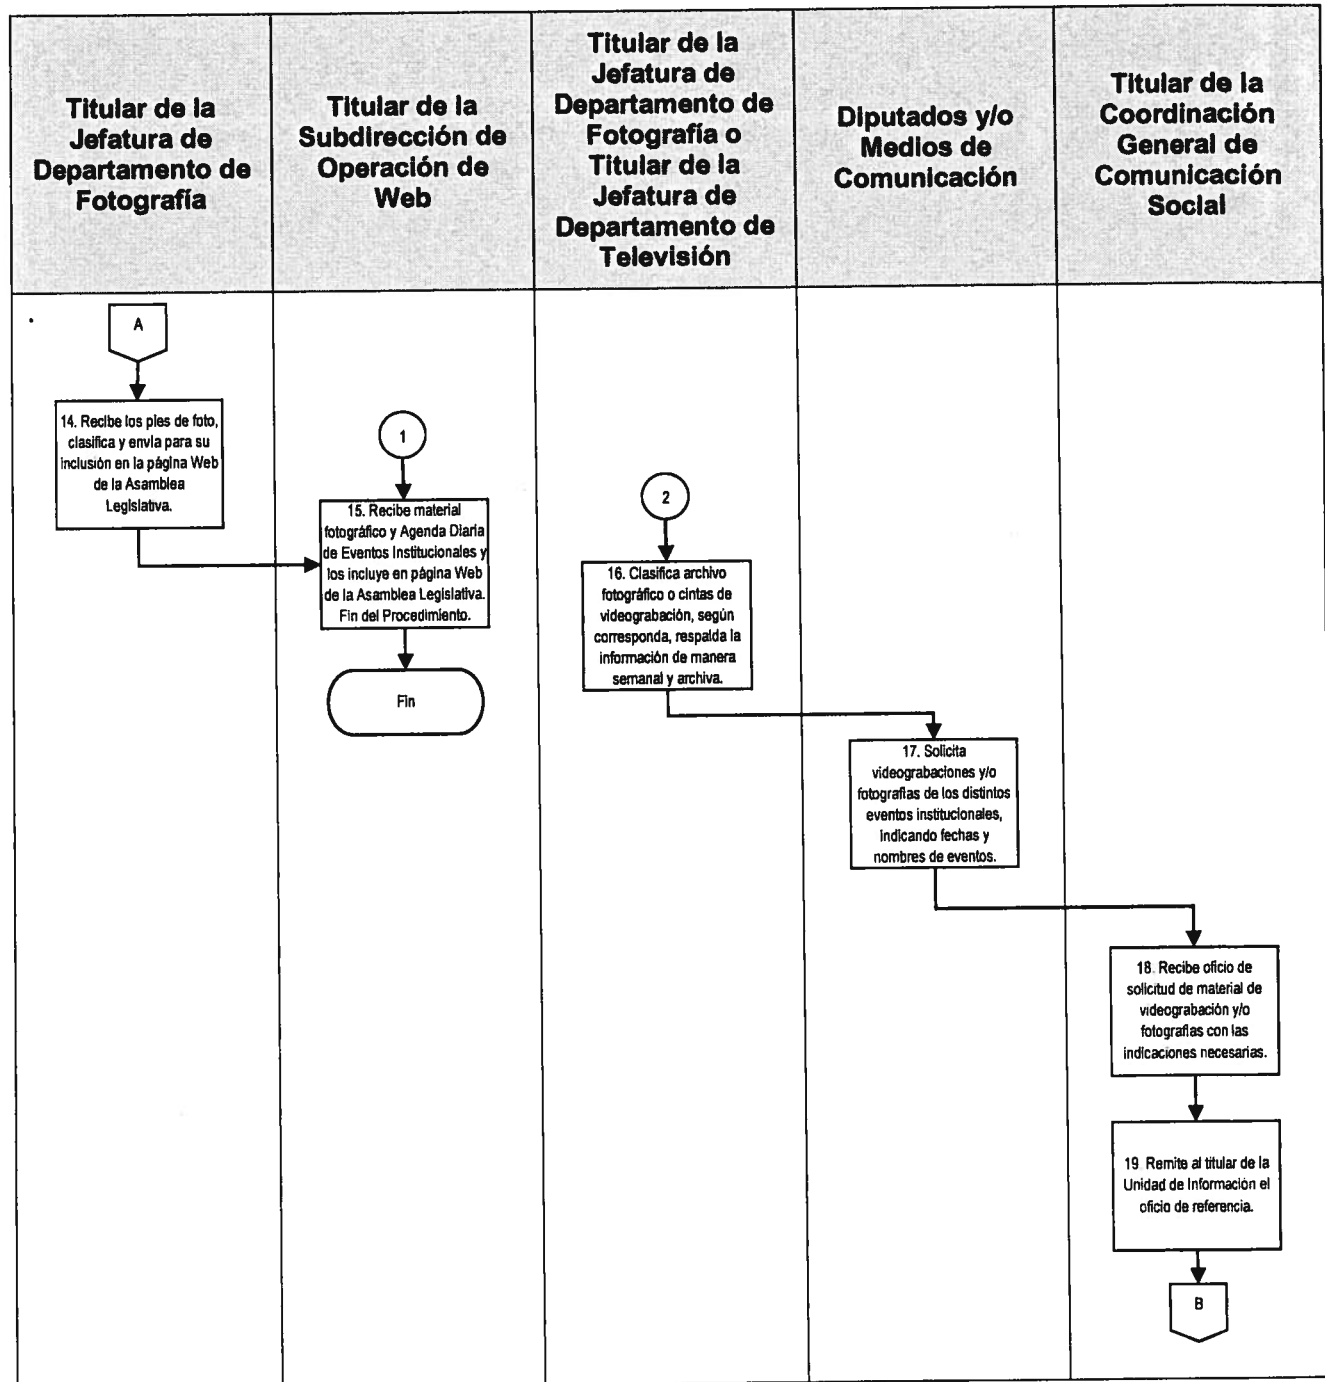 Titular de la
Jefatura de
Departamento de
Fotografía
Titular de la
Subdirección de
Operación de
Web
Titular de la
Jefatura de
Departamento de
Fotografía o
Titular de la
Jefatura de
Departamento de
Televisión
Diputados y/o
Medios de
Comunicación
Titular de la
Coordinación
General de
Comunicación
Social
A
14. Recibe los pies de foto,
clasifica y envía para su
inclusión en la página Web
de la Asamblea
Legislativa.
1
15. Recibe material
fotográfico y Agenda Diaria
de Eventos Institucionales y
los incluye en página Web
de la Asamblea Legislativa.
Fin del Procedimiento.
Fin
2
16. Clasifica archivo
fotográfico o cintas de
videograbación, según
corresponda, respalda la
información de manera
semanal y archiva.
17. Solicita
videograbaciones y/o
fotografías de los distintos
eventos institucionales,
indicando fechas y
nombres de eventos.
18. Recibe oficio de
solicitud de material de
videograbación y/o
fotografías con las
indicaciones necesarias.
19 Remite al titular de la
Unidad de Información el
oficio de referencia.
B